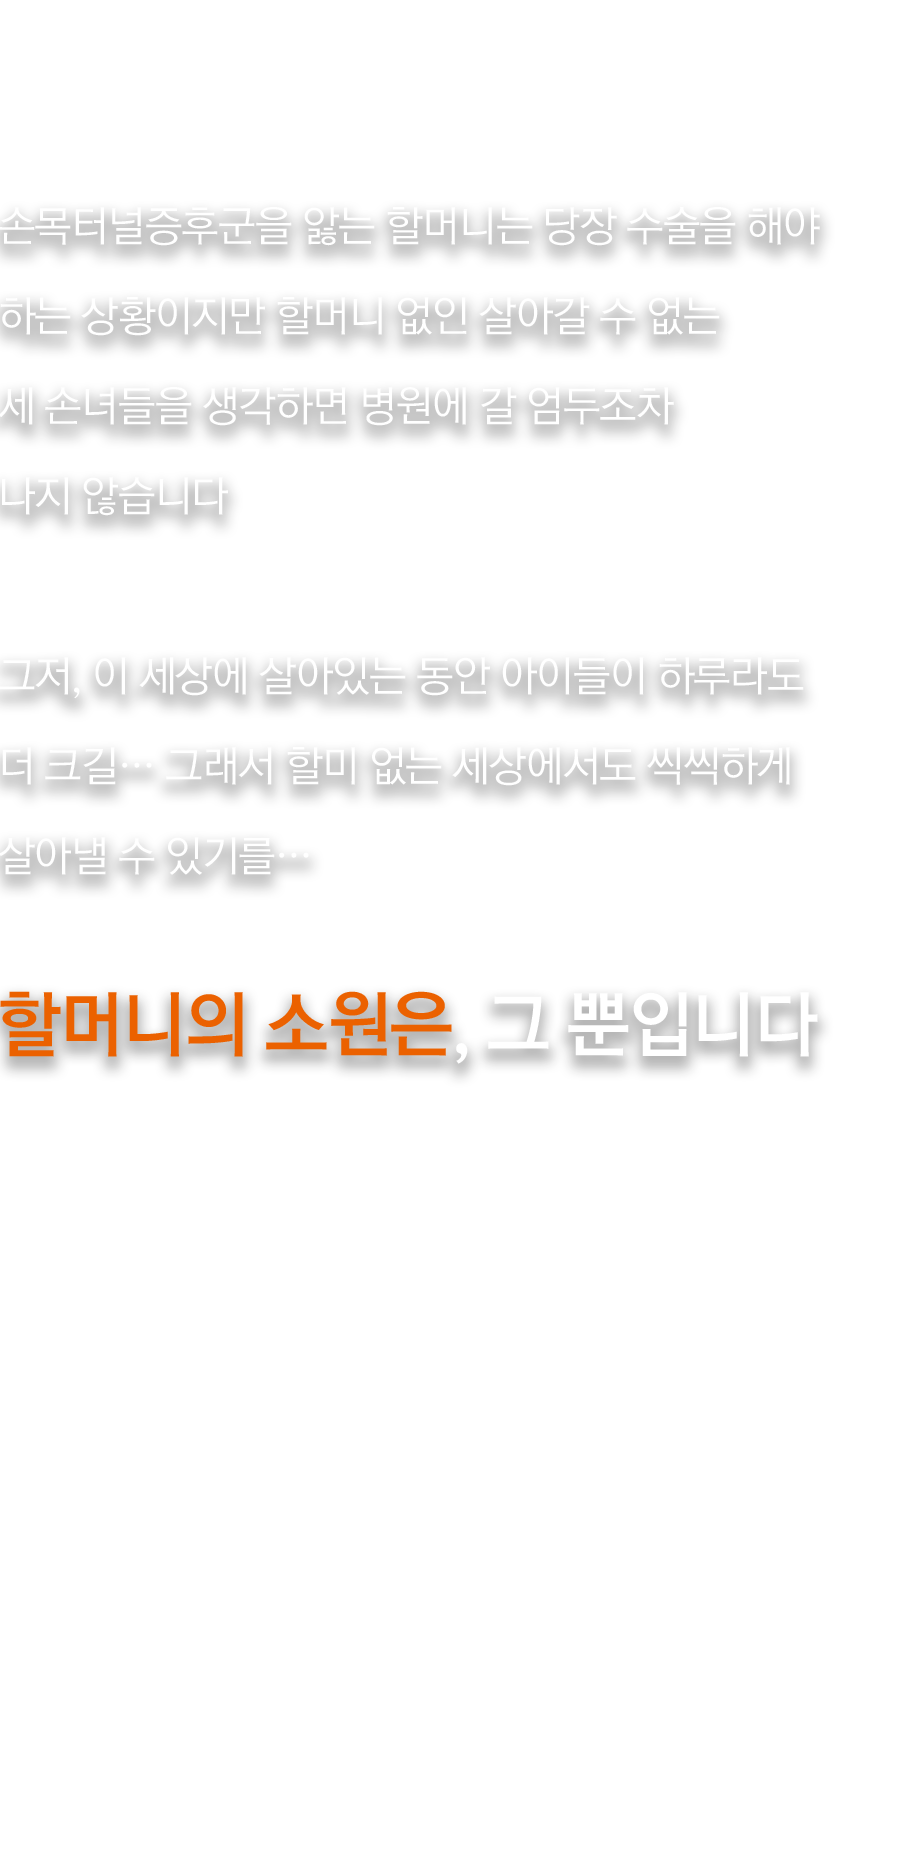 손목터널증후군을 앓는 할머니는 당장 수술을 해야
하는 상황이지만 할머니 없인 살아갈 수 없는
세 손녀들을 생각하면 병원에 갈 엄두조차
나지 않습니다
그저, 이 세상에 살아있는 동안 아이들이 하루라도
더 크길… 그래서 할미 없는 세상에서도 씩씩하게
살아낼 수 있기를…
할머니의 소원은, 그 뿐입니다